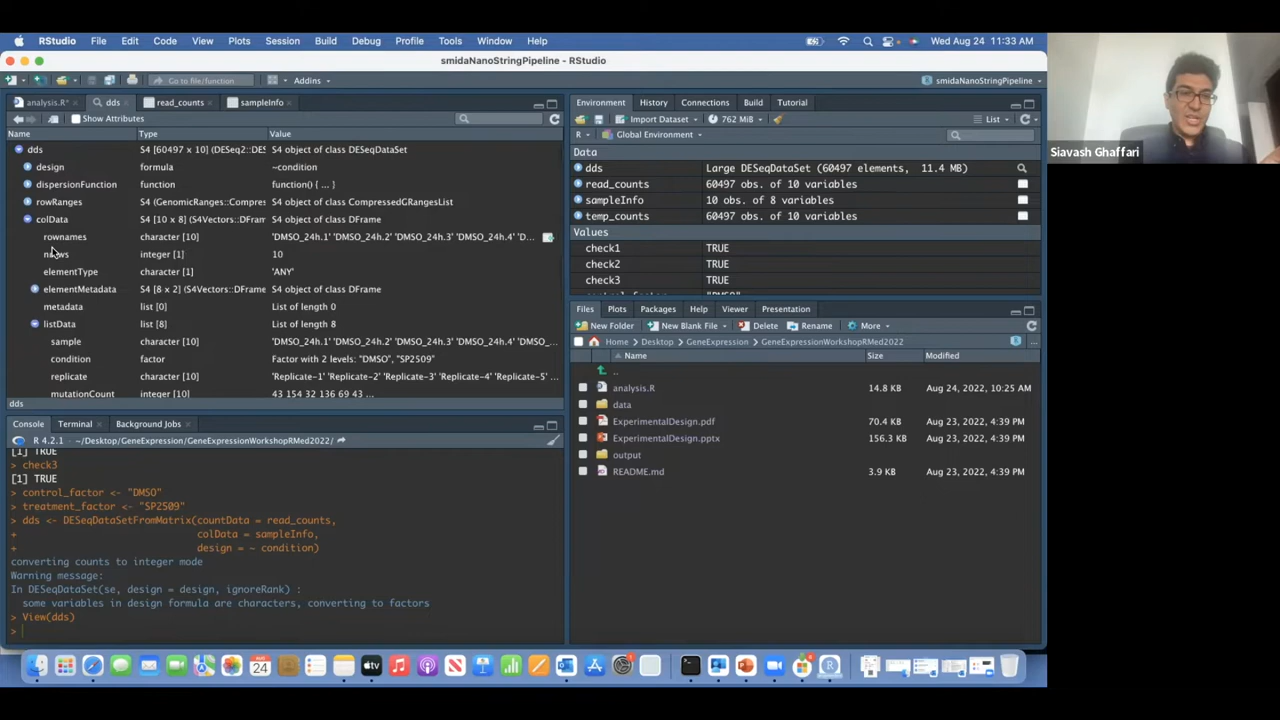 RStudio File Edit Code View Plots Session Build Debug Profile Tools Window Help Wed Aug 24 11:33 AM
smidaNanoStringPipeline - RStudio
Go to file/function Addins smidaNanoStringPipeline
analysis.R* dds read_counts sampleInfo
Show Attributes
Name Type Value
dds S4 [60497 x 10] (DESeq2::DES S4 object of class DESeqDataSet
design formula ~condition
dispersionFunction function function() { ... }
rowRanges S4 (GenomicRanges::Compres S4 object of class CompressedGRangesList
colData S4 [10 x 8] (S4Vectors::DFram S4 object of class DFrame
rownames character [10] 'DMSO_24h.1' 'DMSO_24h.2' 'DMSO_24h.3' 'DMSO_24h.4' 'D...
integer [1] 10
elementType character [1] 'ANY'
elementMetadata S4 [8 x 2] (S4Vectors::DFrame S4 object of class DFrame
metadata list [0] List of length 0
listData list [8] List of length 8
sample character [10] 'DMSO_24h.1' 'DMSO_24h.2' 'DMSO_24h.3' 'DMSO_24h.4' 'DMSO_...
condition factor Factor with 2 levels: "DMSO", "SP2509"
replicate character [10] 'Replicate-1' 'Replicate-2' 'Replicate-3' 'Replicate-4' 'Replicate-5' ...
mutationCount integer [10] 43 154 32 136 69 43 ...
dds
Console Terminal Background Jobs
R 4.2.1 · ~/Desktop/GeneExpression/GeneExpressionWorkshopRMed2022/
[1] TRUE
> check3
[1] TRUE
> control_factor <- "DMSO"
> treatment_factor <- "SP2509"
> dds <- DESeqDataSetFromMatrix(countData = read_counts,
+ colData = sampleInfo,
+ design = ~ condition)
converting counts to integer mode
Warning message:
In DESeqDataSet(se, design = design, ignoreRank) :
some variables in design formula are characters, converting to factors
> View(dds)
>
Environment History Connections Build Tutorial
Import Dataset 762 MiB List
R Global Environment
Data
dds Large DESeqDataSet (60497 elements, 11.4 MB)
read_counts 60497 obs. of 10 variables
sampleInfo 10 obs. of 8 variables
temp_counts 60497 obs. of 10 variables
Values
check1 TRUE
check2 TRUE
check3 TRUE
Files Plots Packages Help Viewer Presentation
New Folder New Blank File Delete Rename More
Home Desktop GeneExpression GeneExpressionWorkshopRMed2022 ...
Name Size Modified
..
analysis.R 14.8 KB Aug 24, 2022, 10:25 AM
data
ExperimentalDesign.pdf 70.4 KB Aug 23, 2022, 4:39 PM
ExperimentalDesign.pptx 156.3 KB Aug 23, 2022, 4:39 PM
output
README.md 3.9 KB Aug 23, 2022, 4:39 PM
Siavash Ghaffari